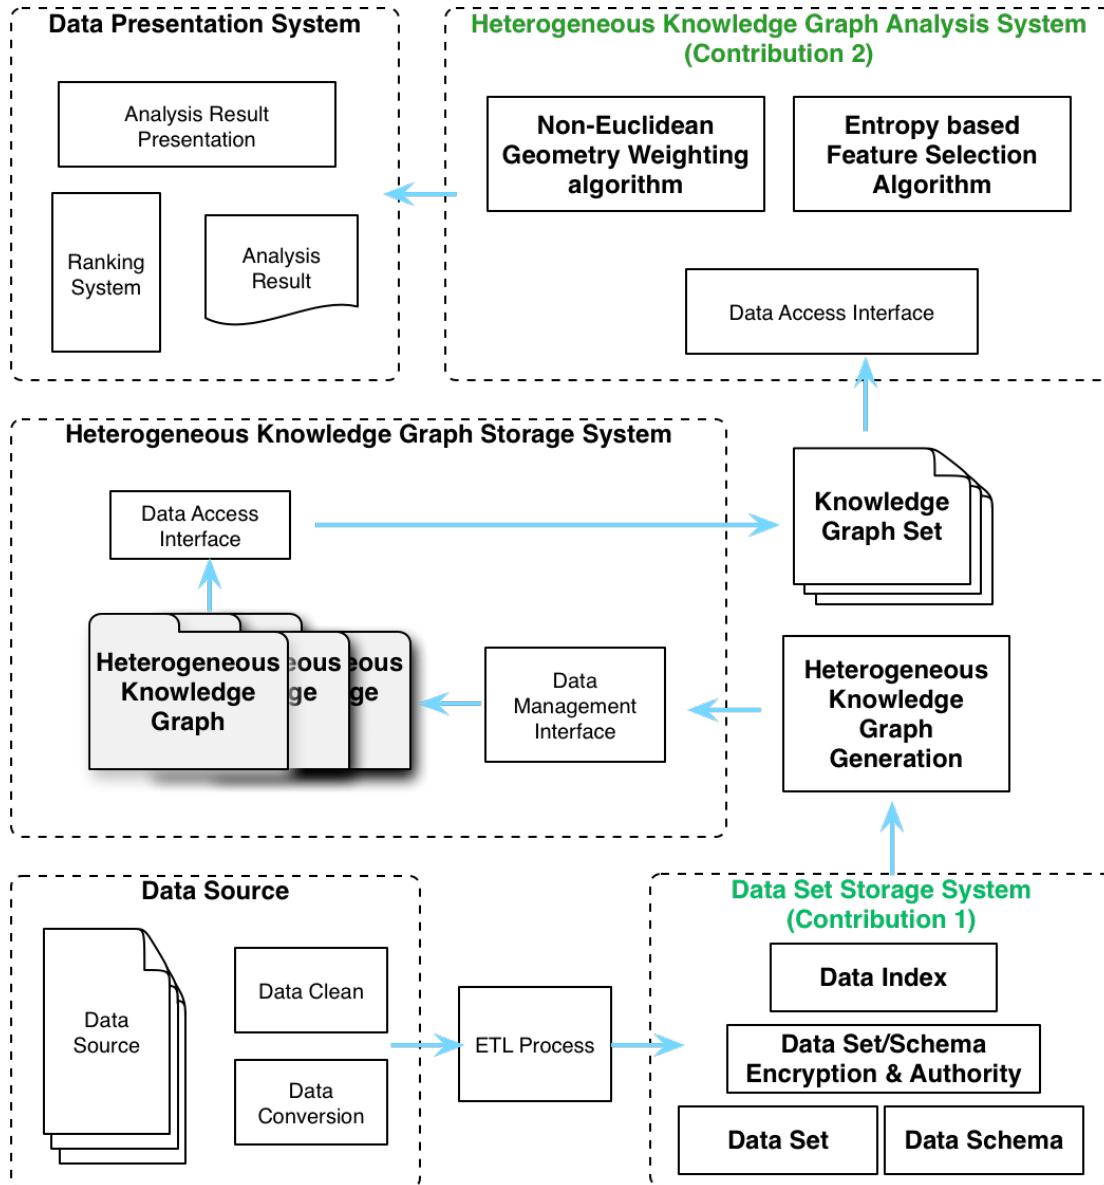 Data Presentation System
Analysis Result
Presentation
Ranking
System
Analysis
Result
Heterogeneous Knowledge Graph Analysis System
(Contribution 2)
Non-Euclidean
Geometry Weighting
algorithm
Entropy based
Feature Selection
Algorithm
Data Access Interface
Heterogeneous Knowledge Graph Storage System
Data Access
Interface
Heterogeneous
Knowledge
Graph
eous
ge
eous
ge
Data
Management
Interface
Knowledge
Graph Set
Heterogeneous
Knowledge
Graph
Generation
Data Source
Data
Source
Data Clean
Data
Conversion
ETL Process
Data Set Storage System
(Contribution 1)
Data Index
Data Set/Schema
Encryption & Authority
Data Set
Data Schema